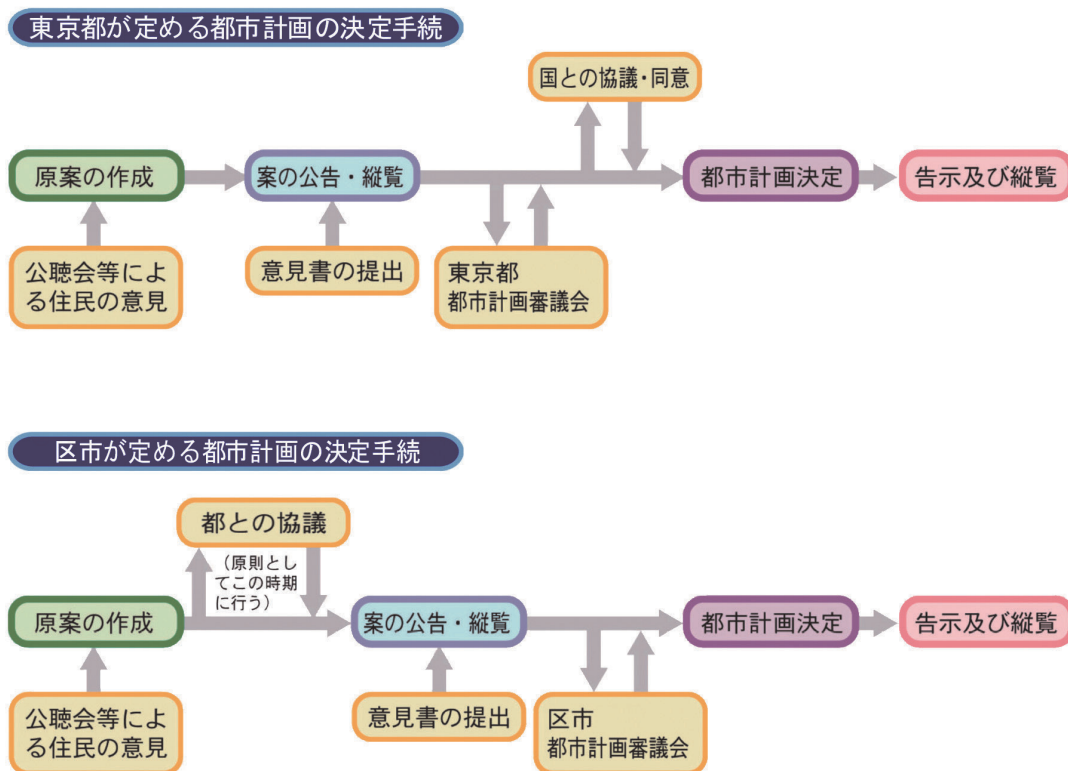 東京都が定める都市計画の決定手続
国との協議・同意
原案の作成
案の公告・縦覧
都市計画決定
告示及び縦覧
公聴会等によ
る住民の意見
意見書の提出
東京都
都市計画審議会
区市が定める都市計画の決定手続
都との協議
（原則とし
てこの時期
に行う）
原案の作成
案の公告・縦覧
都市計画決定
告示及び縦覧
公聴会等によ
る住民の意見
意見書の提出
区市
都市計画審議会